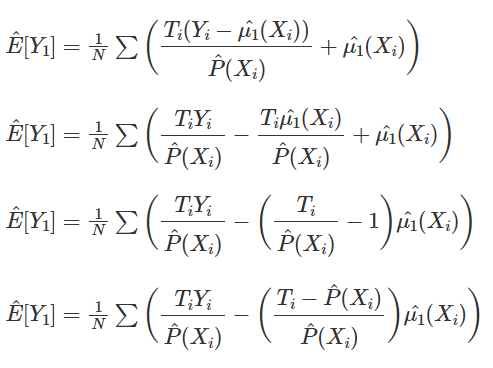 Ê[Y₁] = 1/N ∑ ( Tᵢ(Yᵢ − μ̂₁(Xᵢ)) / P̂(Xᵢ) + μ̂₁(Xᵢ) )
Ê[Y₁] = 1/N ∑ ( TᵢYᵢ / P̂(Xᵢ) − Tᵢμ̂₁(Xᵢ) / P̂(Xᵢ) + μ̂₁(Xᵢ) )
Ê[Y₁] = 1/N ∑ ( TᵢYᵢ / P̂(Xᵢ) − ( Tᵢ / P̂(Xᵢ) − 1 ) μ̂₁(Xᵢ) )
Ê[Y₁] = 1/N ∑ ( TᵢYᵢ / P̂(Xᵢ) − ( Tᵢ − P̂(Xᵢ) / P̂(Xᵢ) ) μ̂₁(Xᵢ) )